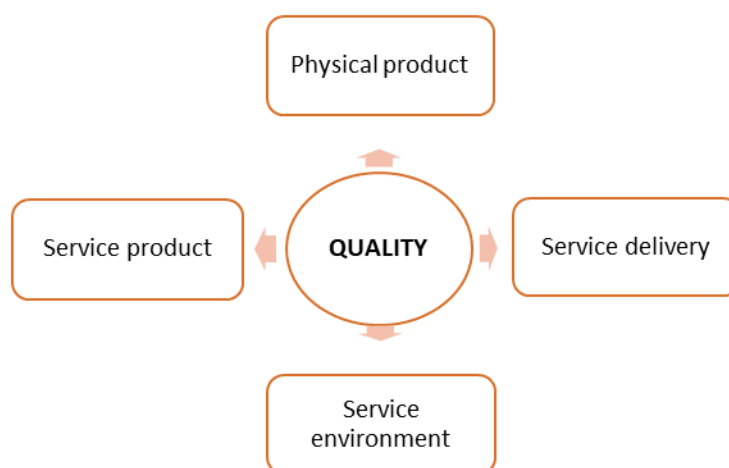 Physical product
Service product
QUALITY
Service delivery
Service
environment